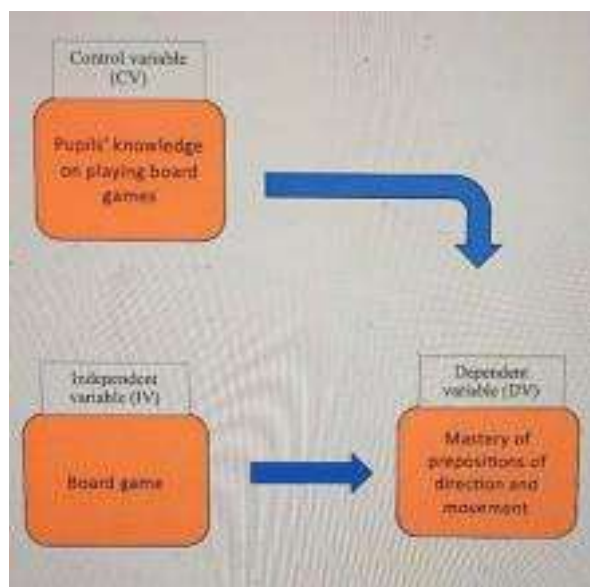 Control variable
(CV)
Pupils' knowledge
on playing board
games
Independent
variable (IV)
Board game
Dependent
variable (DV)
Mastery of
prepositions of
direction and
movement